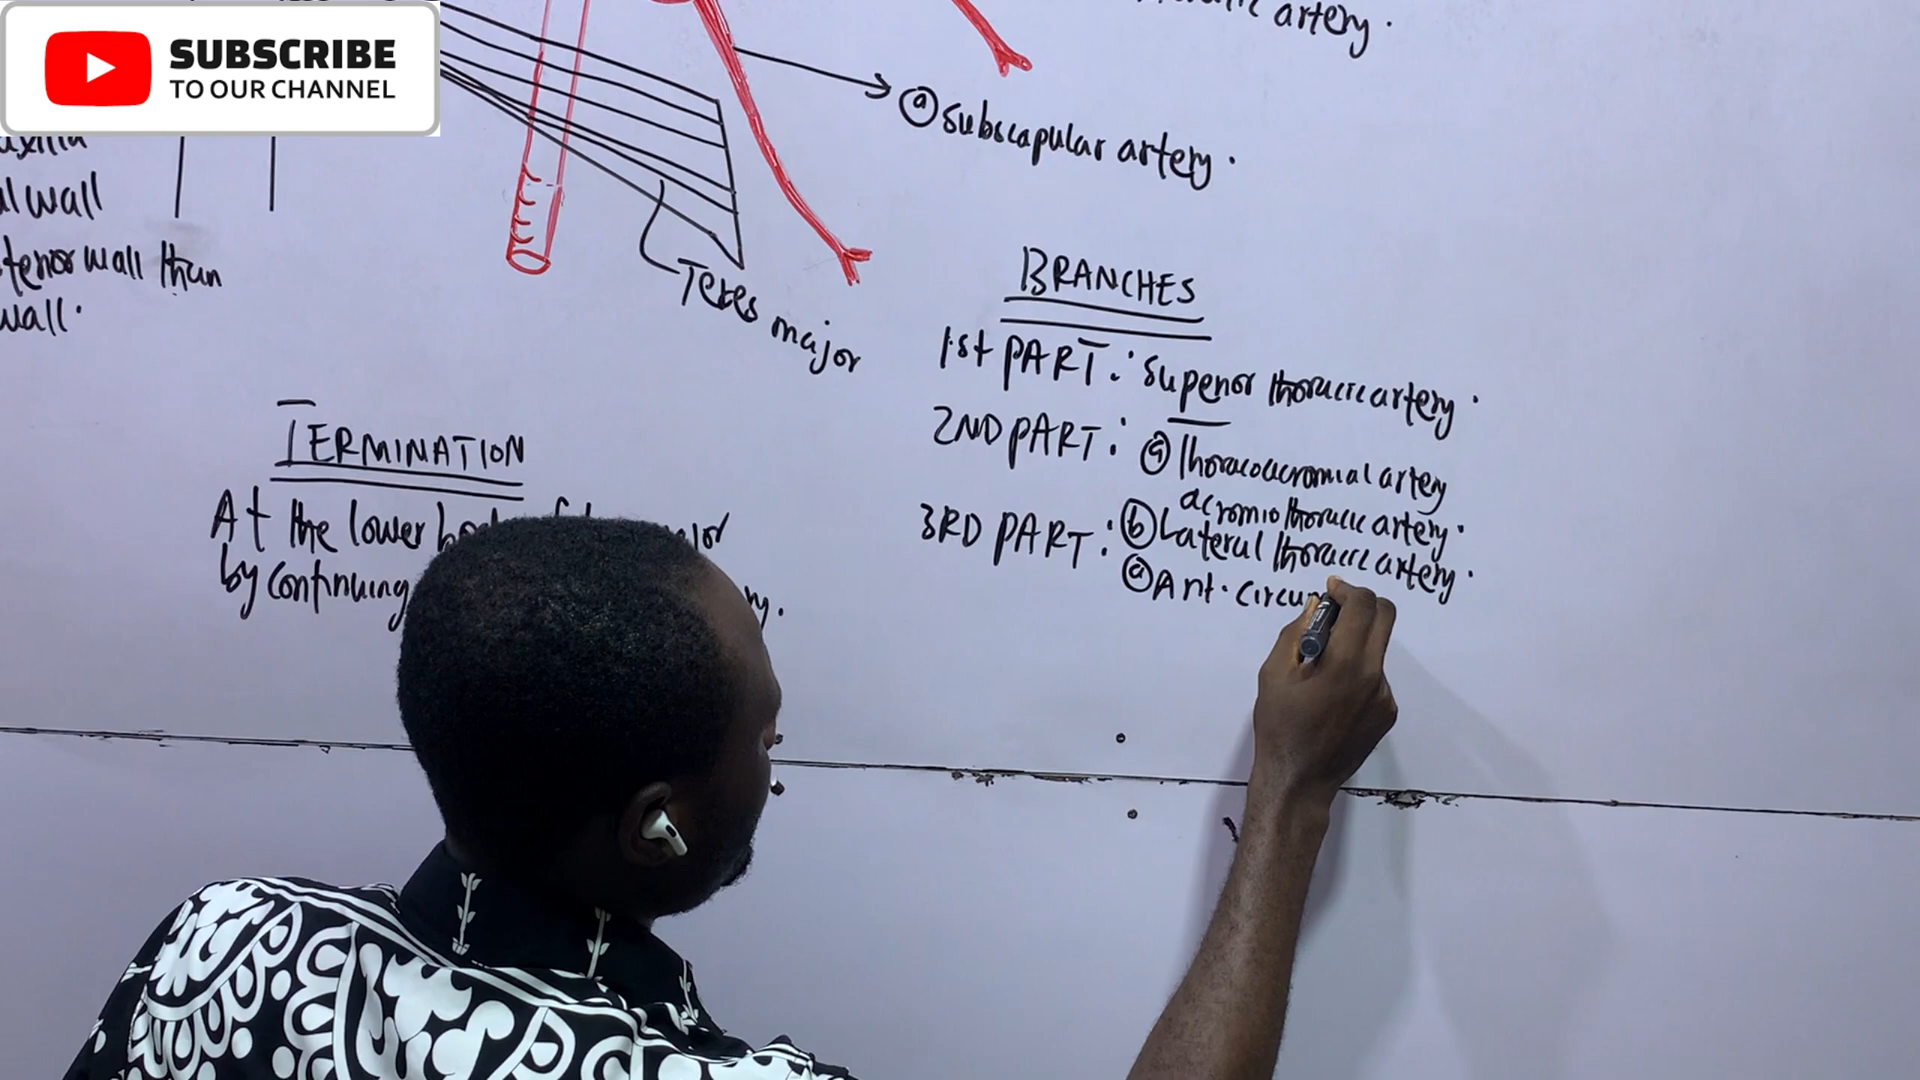 SUBSCRIBE
TO OUR CHANNEL
artery.
ⓐ Subscapular artery.
al wall
wall than
wall.
Teres major
BRANCHES
1st PART: Superior thoracic artery.
2ND PART: ⓐ Thoracoacromial artery
acromiothoracic artery.
ⓑ Lateral thoracic artery.
3RD PART:
ⓐ Ant. circu
TERMINATION
At the lower
by continuing